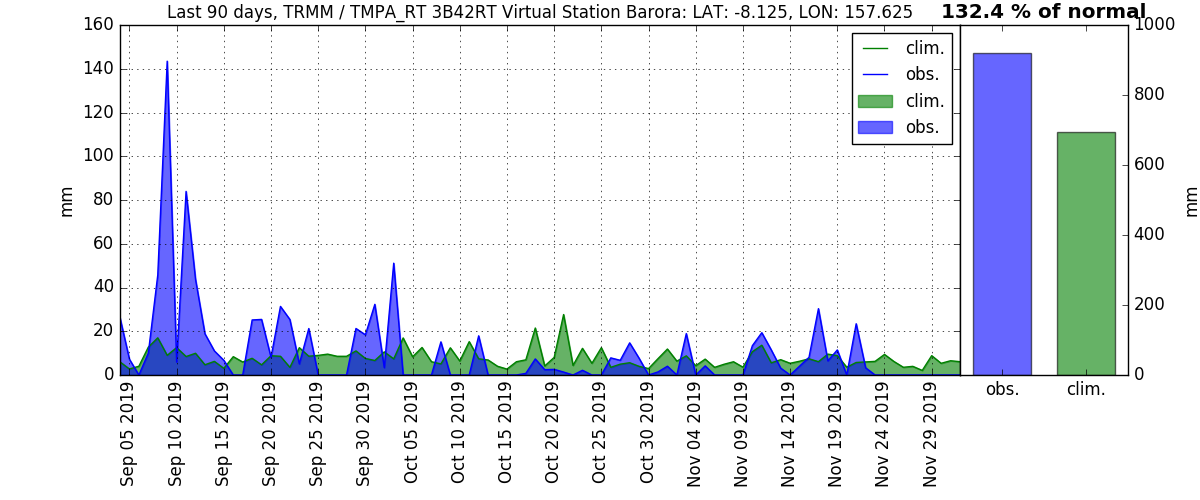 Last 90 days, TRMM / TMPA_RT 3B42RT Virtual Station Barora: LAT: -8.125, LON: 157.625
132.4 % of normal
160
140
120
100
80
60
40
20
0
mm
clim.
obs.
clim.
obs.
1000
800
600
400
200
0
mm
Sep 05 2019
Sep 10 2019
Sep 15 2019
Sep 20 2019
Sep 25 2019
Sep 30 2019
Oct 05 2019
Oct 10 2019
Oct 15 2019
Oct 20 2019
Oct 25 2019
Oct 30 2019
Nov 04 2019
Nov 09 2019
Nov 14 2019
Nov 19 2019
Nov 24 2019
Nov 29 2019
obs.
clim.